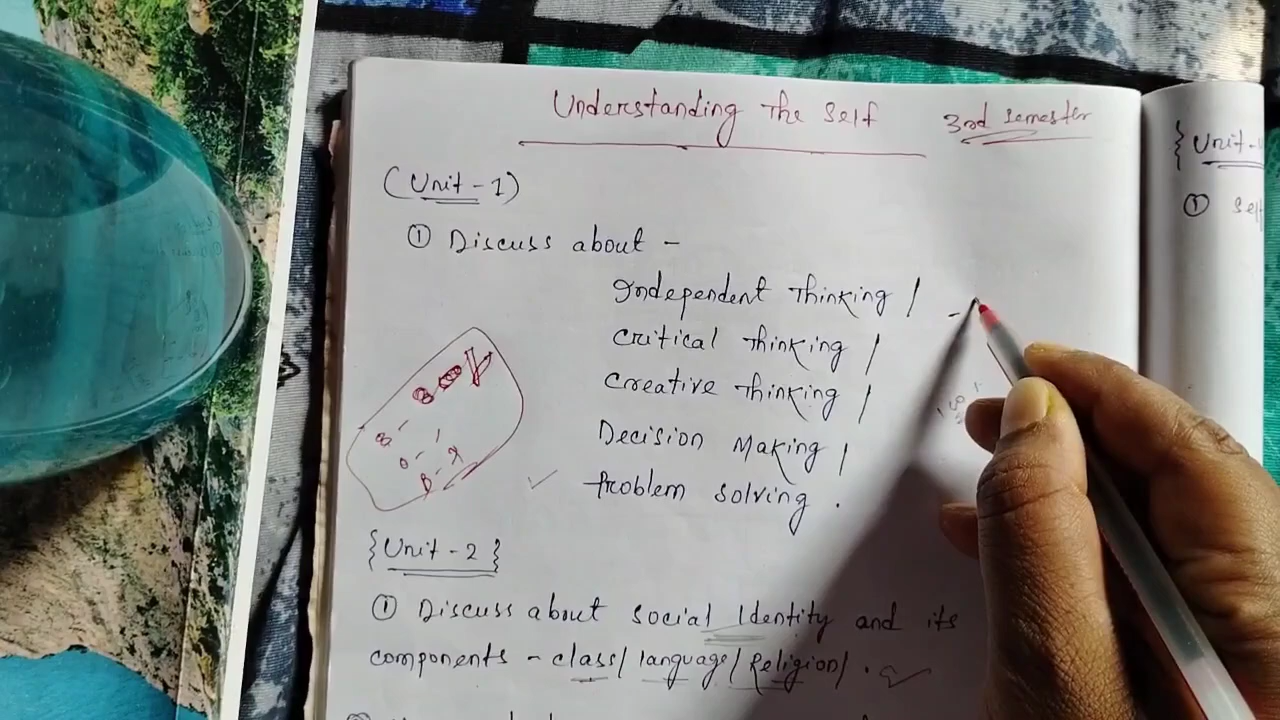 Understanding The Self 3rd semester
(Unit - 1)
① Discuss about -
Independent Thinking /
Critical Thinking /
Creative Thinking /
Decision Making /
Problem solving .
{Unit - 2}
① Discuss about social Identity and its
components - class/ language/ Religion/ .
{Unit -
① Self